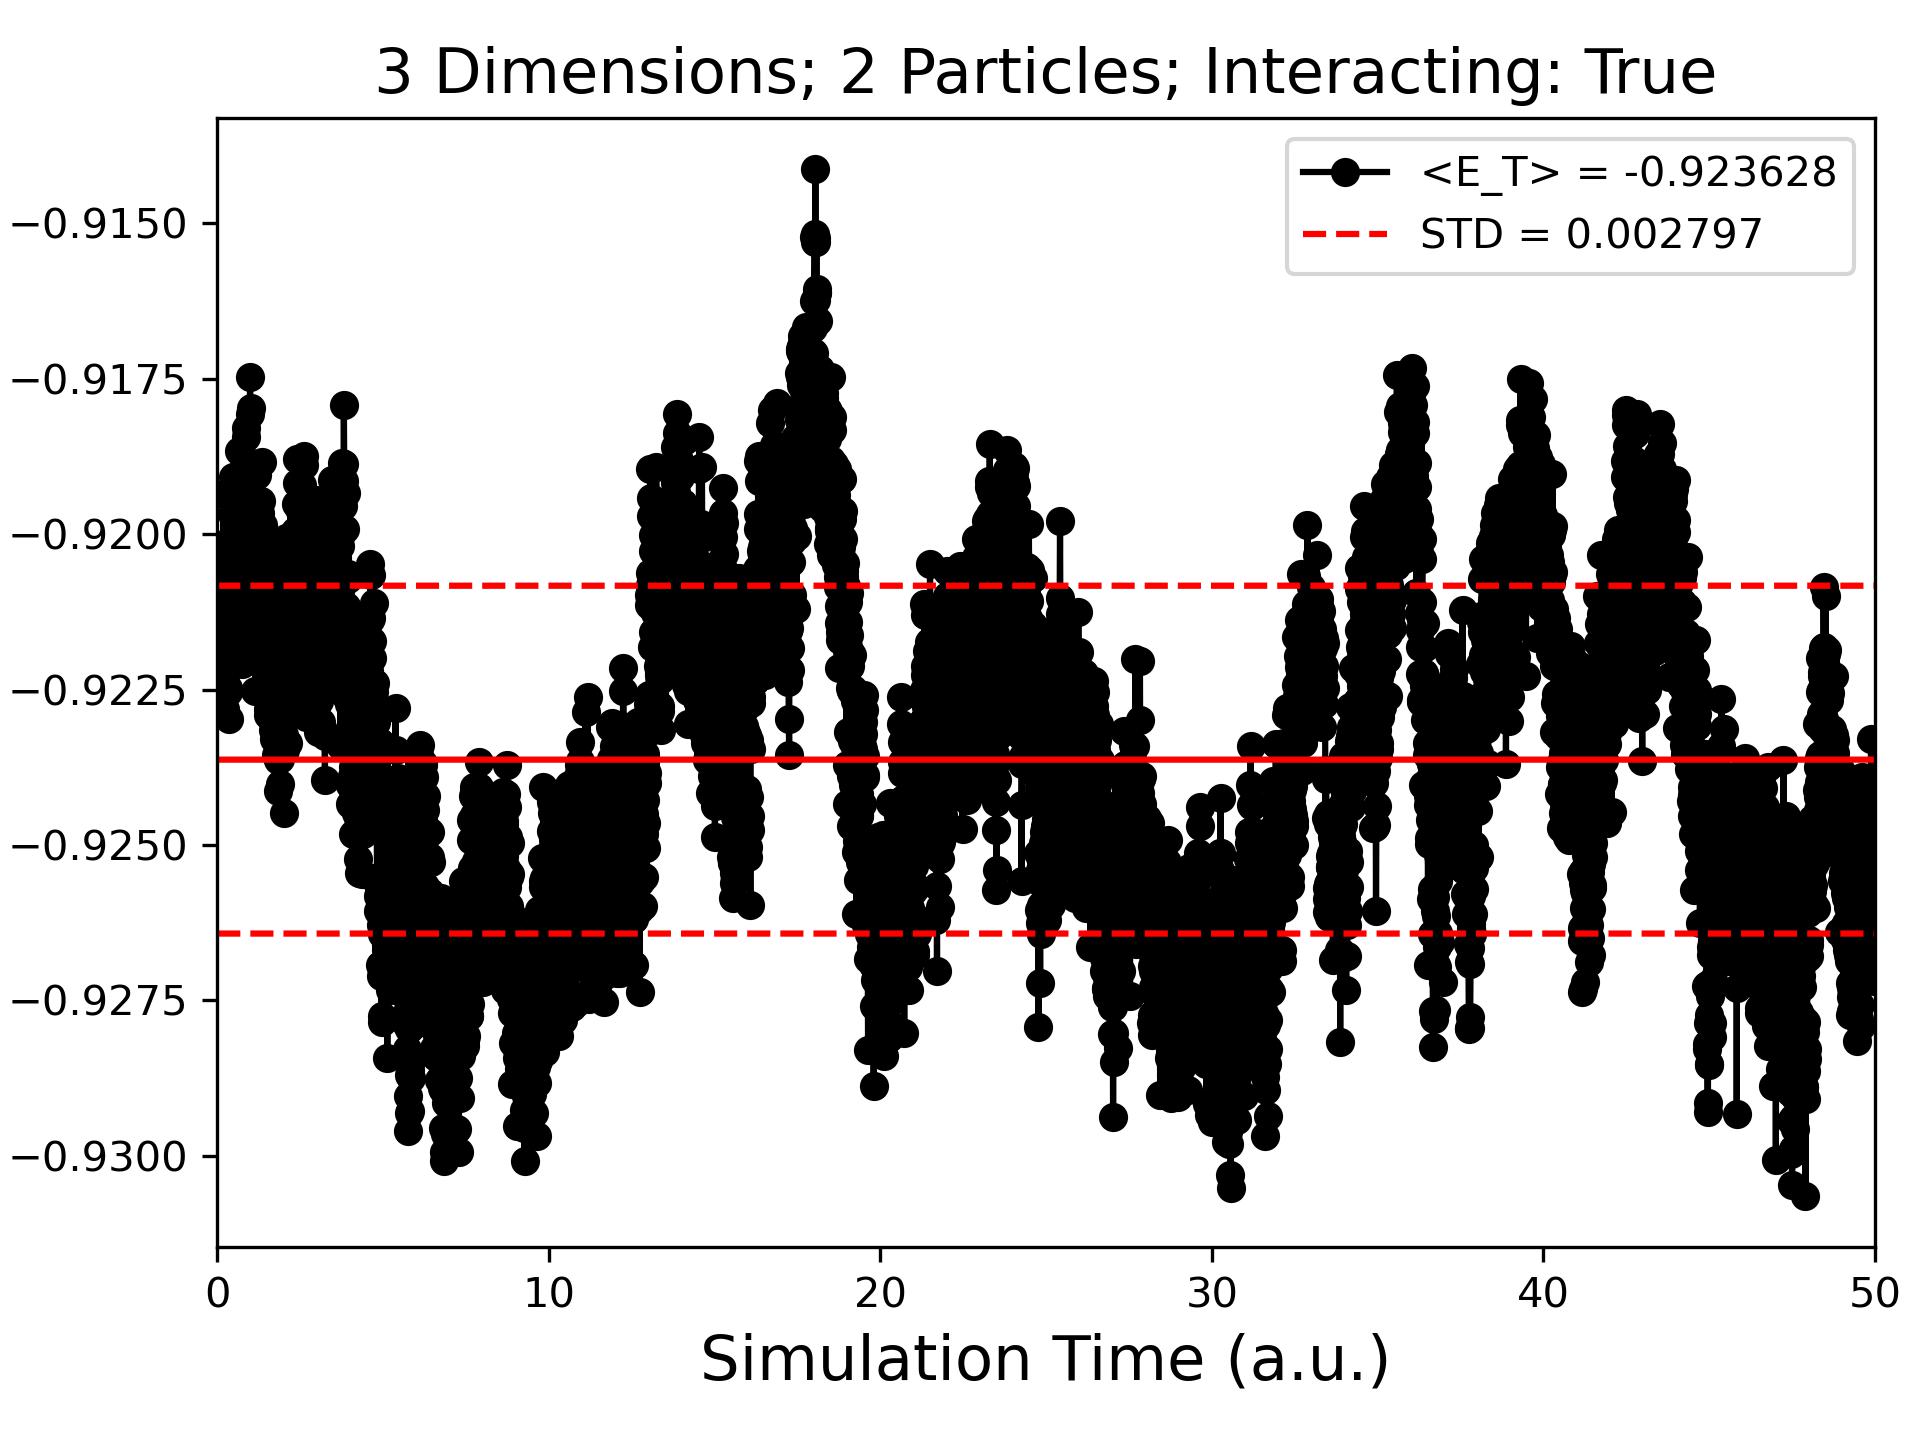 3 Dimensions; 2 Particles; Interacting: True
<E_T> = -0.923628
STD = 0.002797
−0.9150
−0.9175
−0.9200
−0.9225
−0.9250
−0.9275
−0.9300
0 10 20 30 40 50
Simulation Time (a.u.)